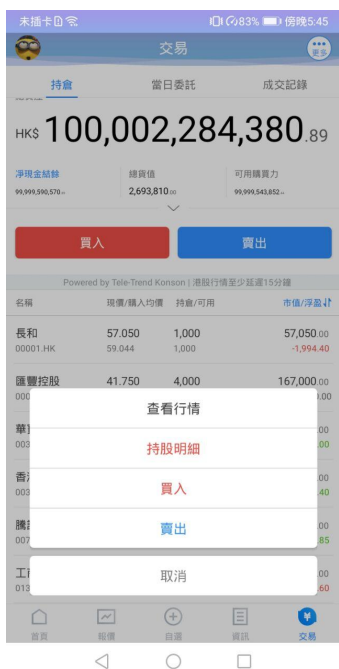 未插卡 83% 傍晚5:45
交易
更多
持倉 當日委託 成交記錄
HK$ 100,002,284,380.89
淨現金結餘 總貨值 可用購買力
99,999,590,570 2,693,810.00 99,999,543,852
買入 賣出
Powered by Tele-Trend Konson | 港股行情至少延遲15分鐘
名稱 現價/購入均價 持倉/可用 市值/浮盈
長和 57.050 1,000 57,050.00
00001.HK 59.044 1,000 -1,994.40
匯豐控股 41.750 4,000 167,000.00
查看行情
持股明細
買入
賣出
取消
首頁 報價 自選 資訊 交易